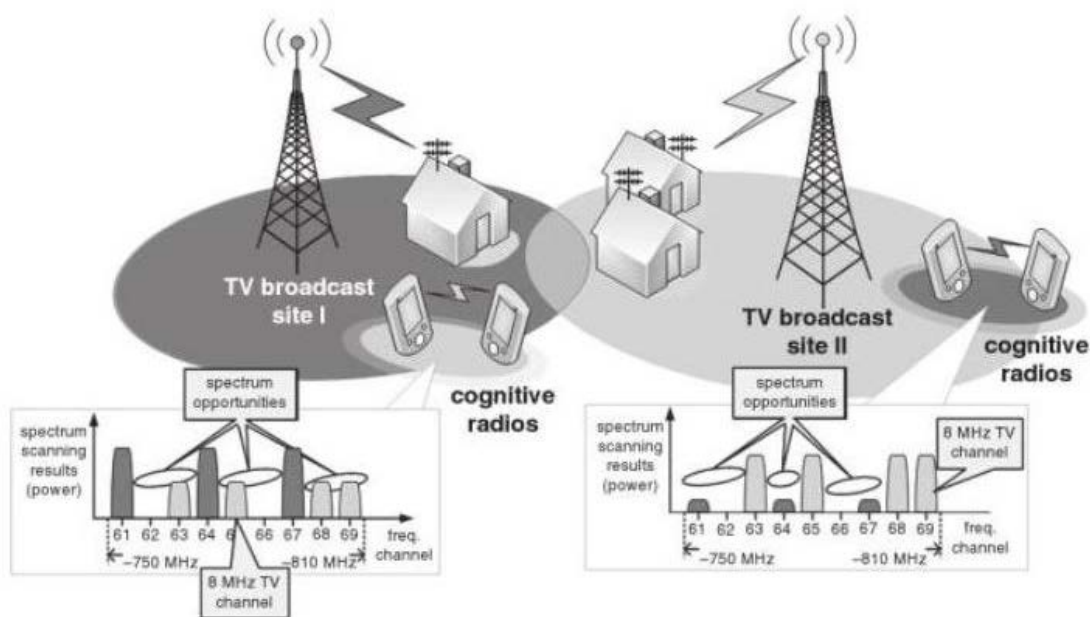 TV broadcast
site I
TV broadcast
site II
cognitive
radios
cognitive
radios
spectrum
opportunities
spectrum
scanning
results
(power)
61 62 63 64 6 66 67 68 69
freq.
channel
~750 MHz
~810 MHz
8 MHz TV
channel
spectrum
opportunities
spectrum
scanning
results
(power)
8 MHz TV
channel
61 62 63 64 65 66 67 68 69
freq.
channel
~750 MHz
~810 MHz